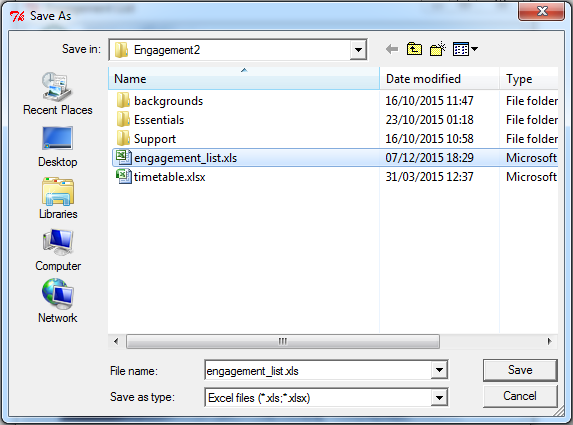 Save As
Save in: Engagement2
Name Date modified Type
backgrounds 16/10/2015 11:47 File folder
Essentials 23/10/2015 01:18 File folder
Support 16/10/2015 10:58 File folder
engagement_list.xls 07/12/2015 18:29 Microsoft
timetable.xlsx 31/03/2015 12:37 Microsoft
Recent Places
Desktop
Libraries
Computer
Network
File name: engagement_list.xls Save
Save as type: Excel files (*.xls;*.xlsx) Cancel